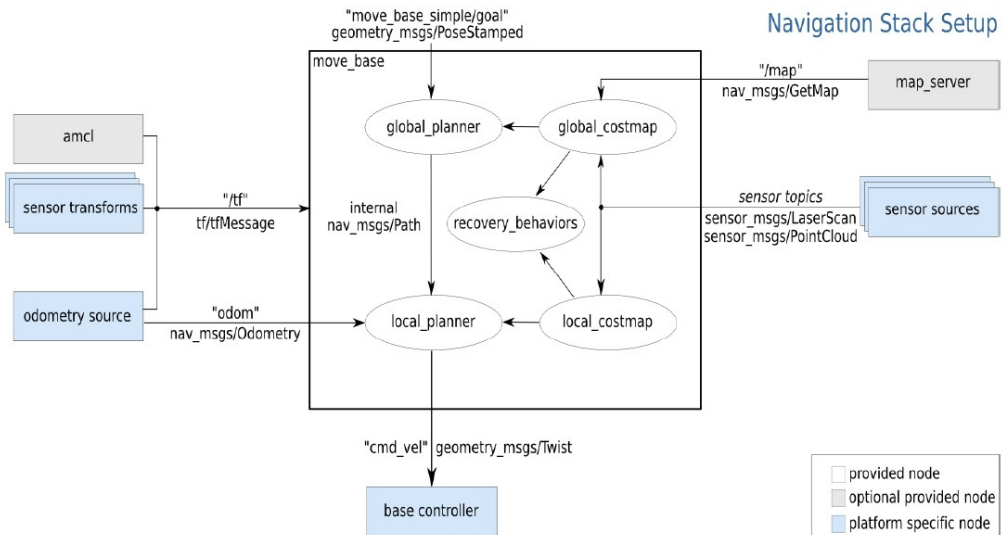 "move_base_simple/goal"
geometry_msgs/PoseStamped
Navigation Stack Setup
move_base
"/map"
nav_msgs/GetMap
map_server
global_planner
global_costmap
amcl
sensor transforms
"/tf"
tf/tfMessage
internal
nav_msgs/Path
recovery_behaviors
sensor topics
sensor_msgs/LaserScan
sensor_msgs/PointCloud
sensor sources
odometry source
"odom"
nav_msgs/Odometry
local_planner
local_costmap
"cmd_vel" geometry_msgs/Twist
base controller
provided node
optional provided node
platform specific node